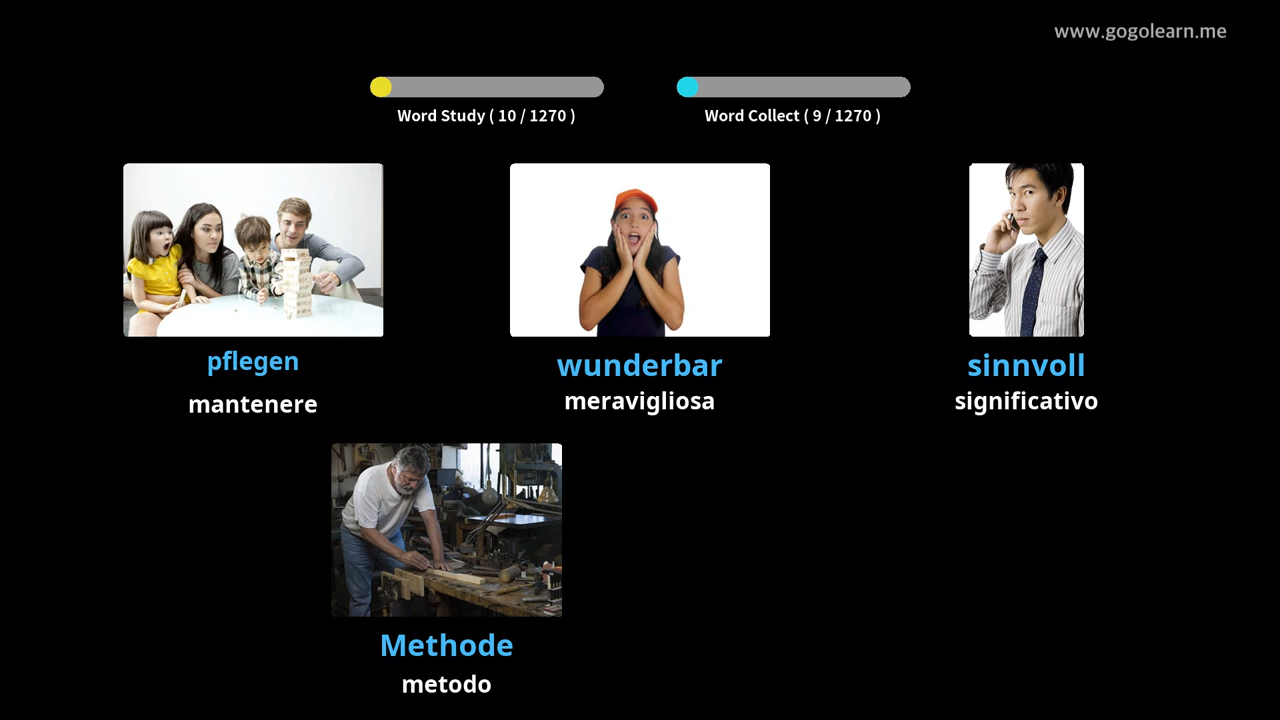 www.gogolearn.me
Word Study ( 10 / 1270 )
Word Collect ( 9 / 1270 )
pflegen
mantenere
wunderbar
meravigliosa
sinnvoll
significativo
Methode
metodo